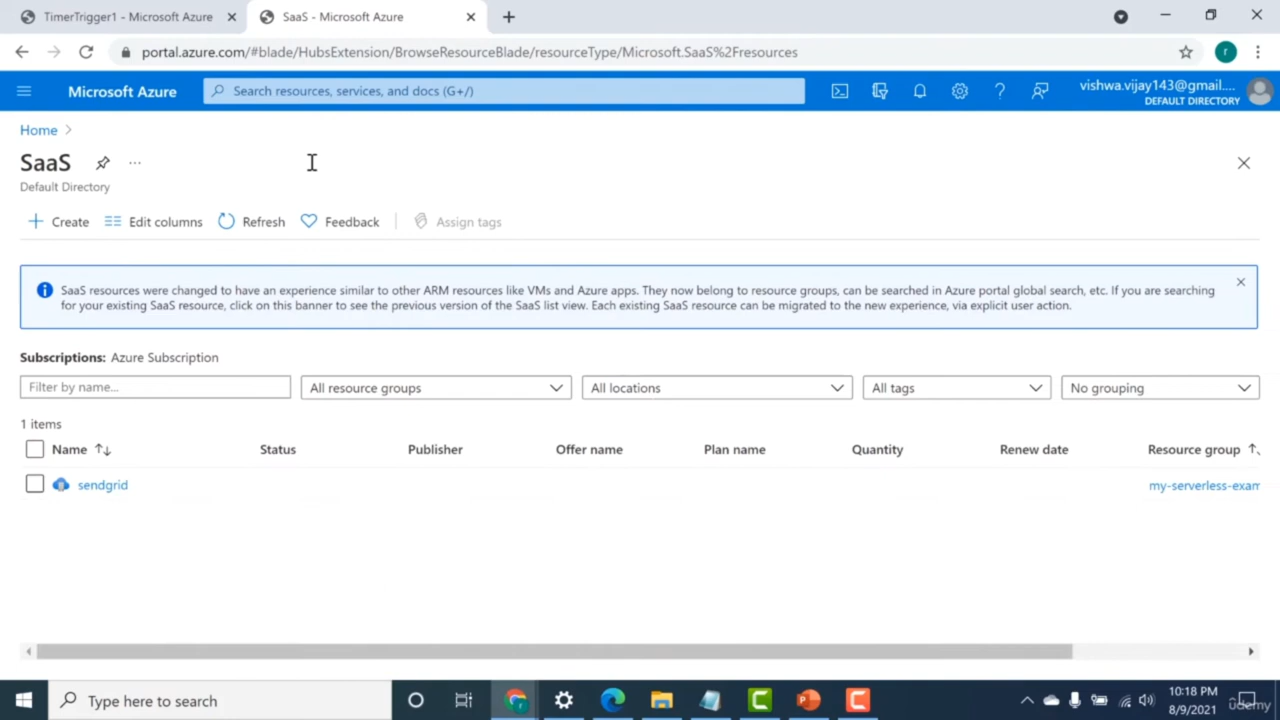 TimerTrigger1 - Microsoft Azure
SaaS - Microsoft Azure
portal.azure.com/#blade/HubsExtension/BrowseResourceBlade/resourceType/Microsoft.SaaS%2Fresources
r
Microsoft Azure
Search resources, services, and docs (G+/)
vishwa.vijay143@gmail....
DEFAULT DIRECTORY
Home
SaaS
Default Directory
Create
Edit columns
Refresh
Feedback
Assign tags
SaaS resources were changed to have an experience similar to other ARM resources like VMs and Azure apps. They now belong to resource groups, can be searched in Azure portal global search, etc. If you are searching
for your existing SaaS resource, click on this banner to see the previous version of the SaaS list view. Each existing SaaS resource can be migrated to the new experience, via explicit user action.
Subscriptions: Azure Subscription
Filter by name...
All resource groups
All locations
All tags
No grouping
1 items
Name
Status
Publisher
Offer name
Plan name
Quantity
Renew date
Resource group
sendgrid
my-serverless-exam
Type here to search
10:18 PM
8/9/2021
udemy